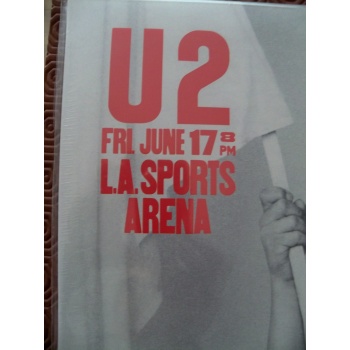 U2
FRI. JUNE 17 8 PM
L.A. SPORTS
ARENA